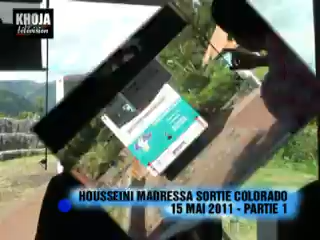 KHOJA
television
HOUSSEINI MADRESSA SORTIE COLORADO
15 MAI 2011 - PARTIE 1